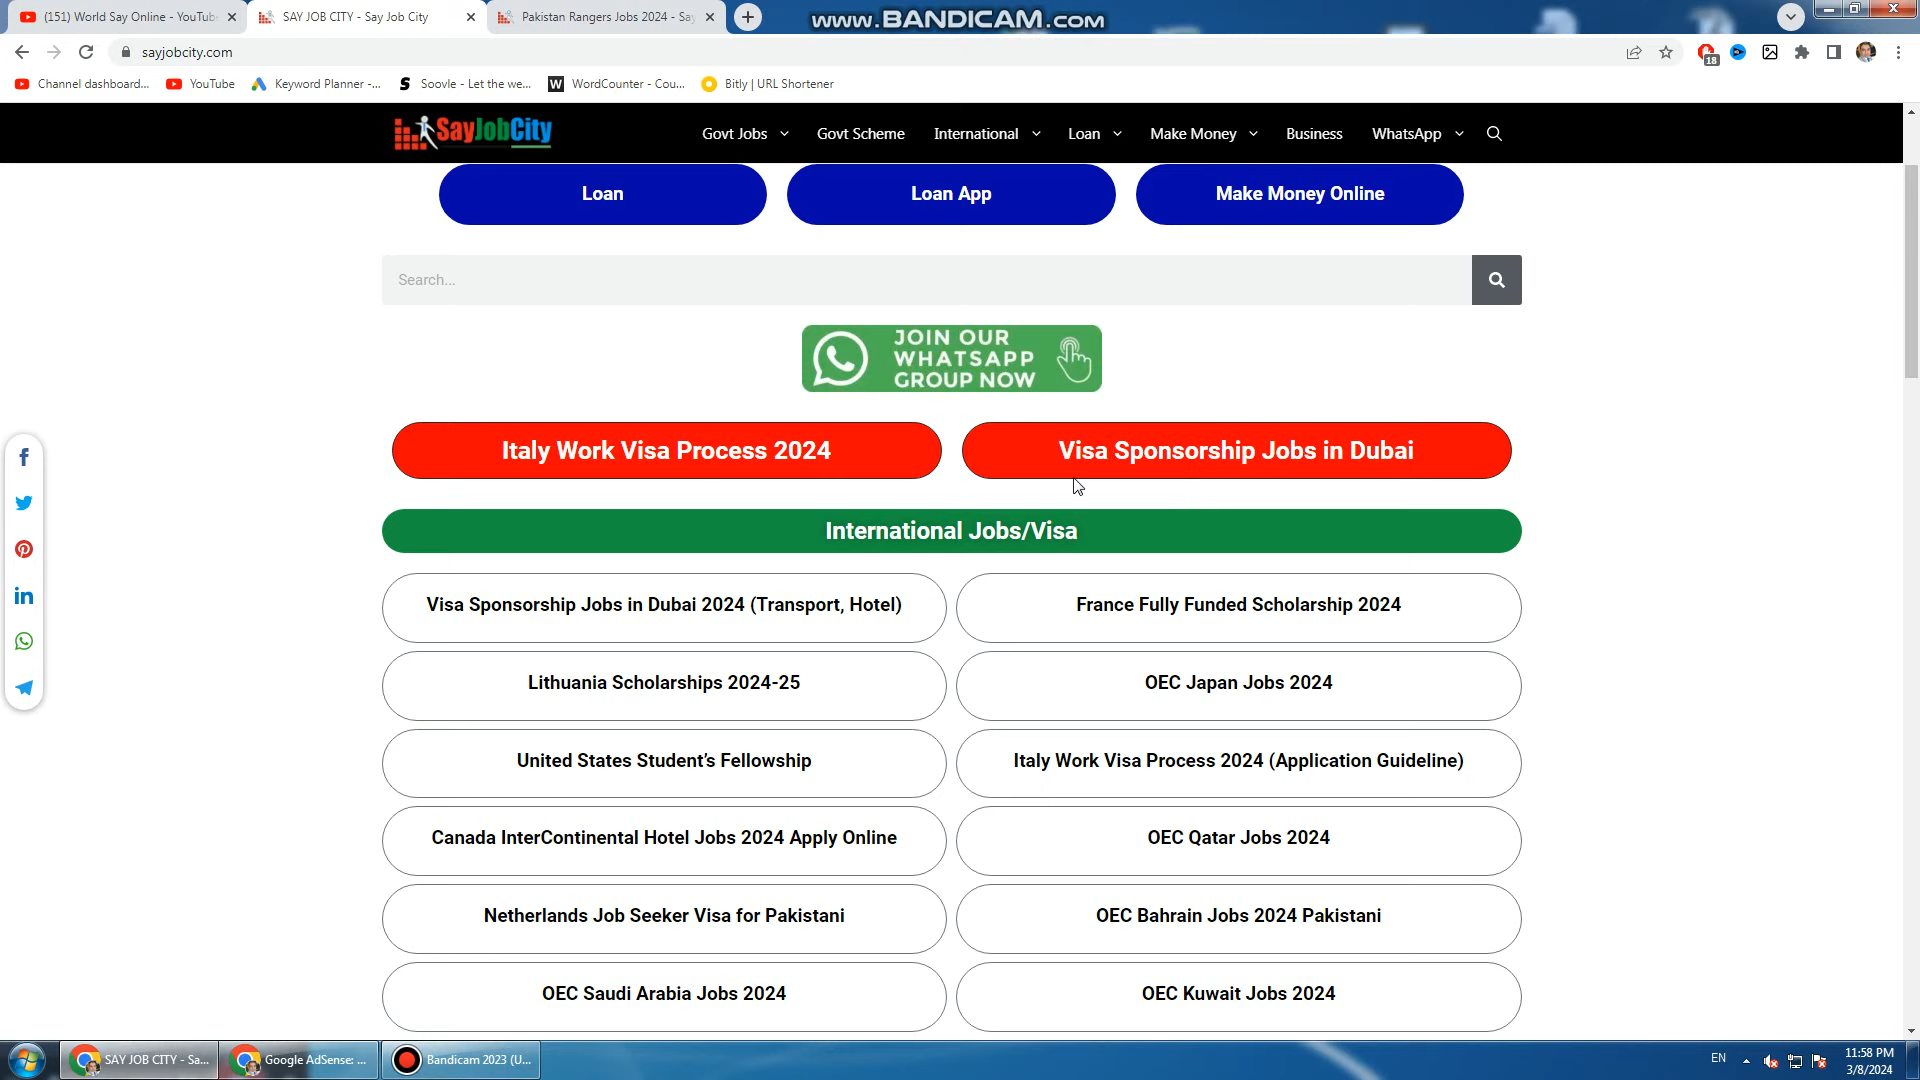 (151) World Say Online - YouTub
SAY JOB CITY - Say Job City
Pakistan Rangers Jobs 2024 - Say
www.BANDICAM.com
sayjobcity.com
18
Channel dashboard...
YouTube
Keyword Planner -...
S
Soovle - Let the we...
W
WordCounter - Cou...
Bitly | URL Shortener
SayJobCity
Govt Jobs
Govt Scheme
International
Loan
Make Money
Business
WhatsApp
Loan
Loan App
Make Money Online
Search...
JOIN OUR
WHATSAPP
GROUP NOW
Italy Work Visa Process 2024
Visa Sponsorship Jobs in Dubai
International Jobs/Visa
Visa Sponsorship Jobs in Dubai 2024 (Transport, Hotel)
France Fully Funded Scholarship 2024
Lithuania Scholarships 2024-25
OEC Japan Jobs 2024
United States Student’s Fellowship
Italy Work Visa Process 2024 (Application Guideline)
Canada InterContinental Hotel Jobs 2024 Apply Online
OEC Qatar Jobs 2024
Netherlands Job Seeker Visa for Pakistani
OEC Bahrain Jobs 2024 Pakistani
OEC Saudi Arabia Jobs 2024
OEC Kuwait Jobs 2024
SAY JOB CITY - Sa...
Google AdSense: ...
Bandicam 2023 (U...
EN
11:58 PM
3/8/2024